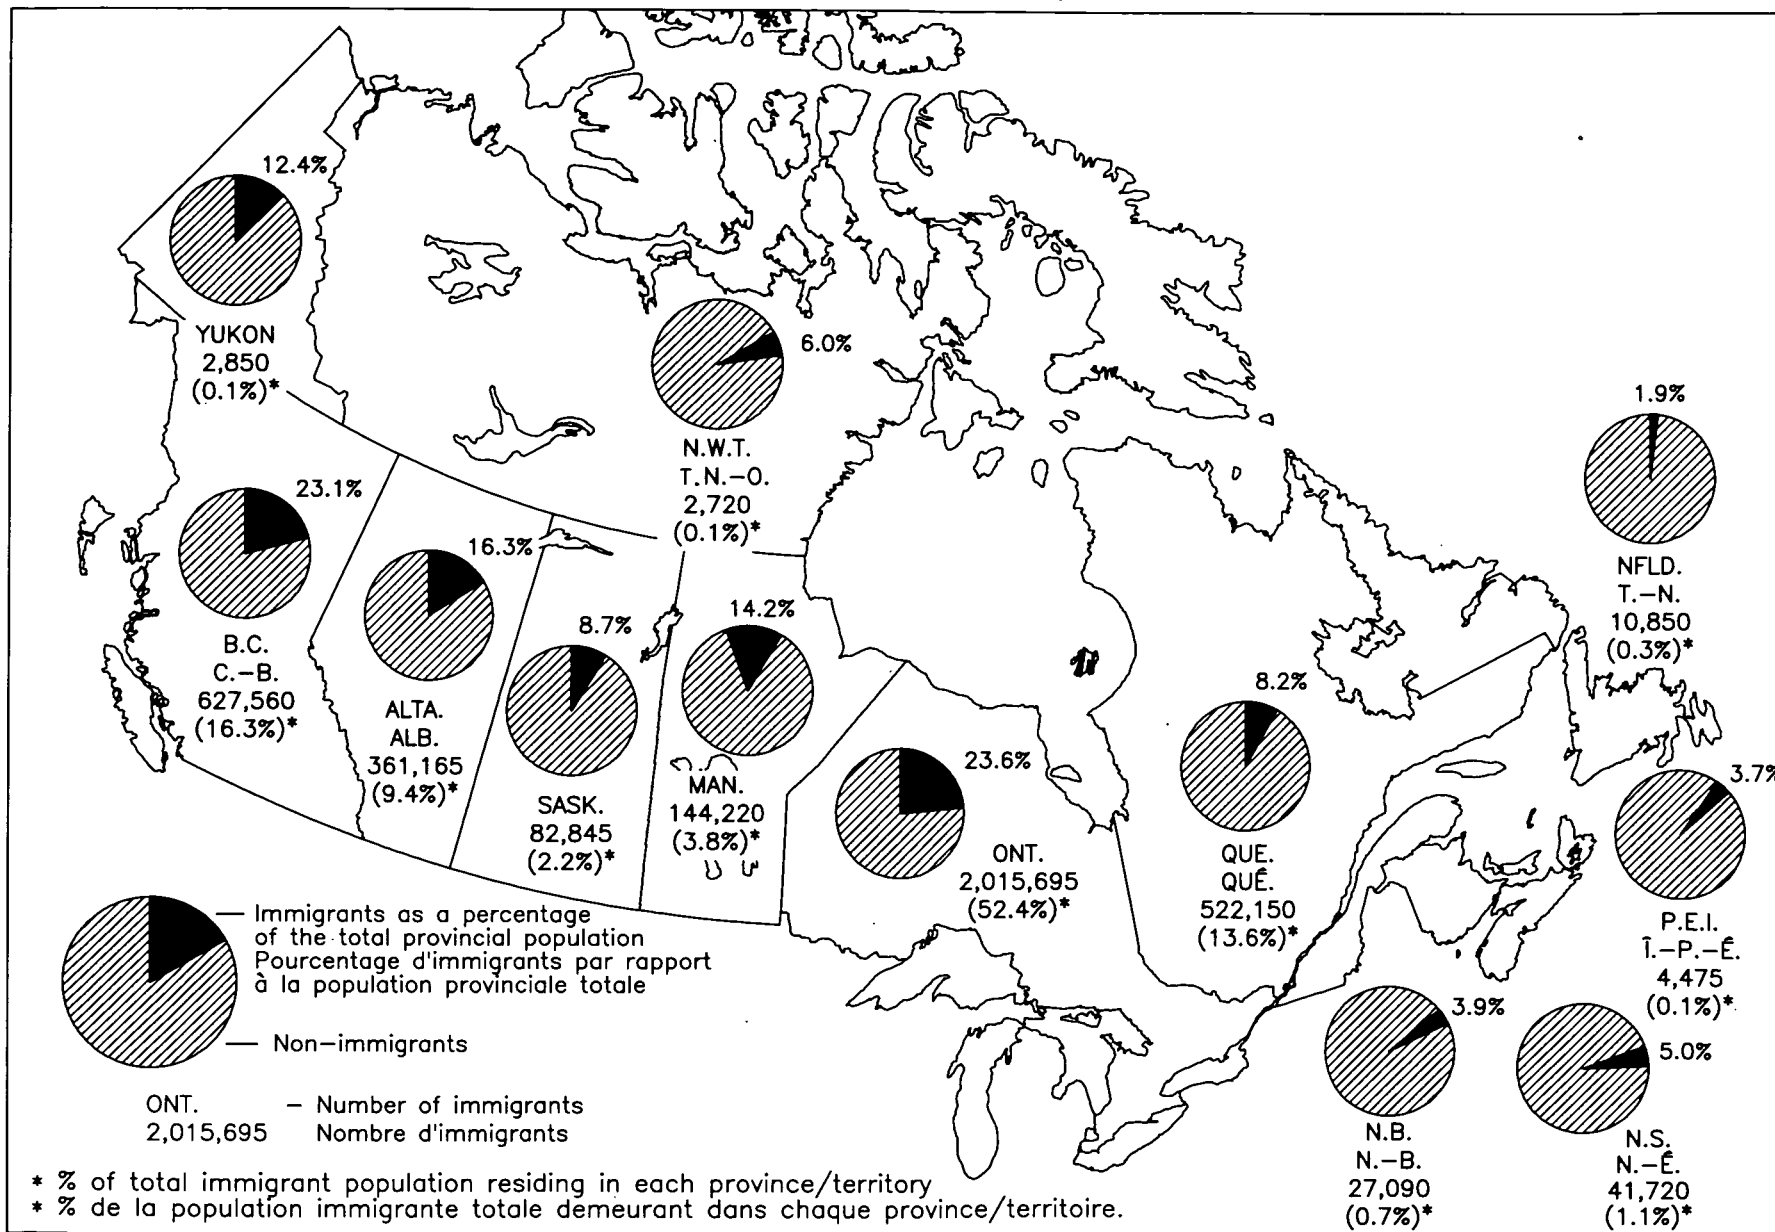 12.4%
YUKON
2,850
(0.1%)*
6.0%
N.W.T.
T.N.-O.
2,720
(0.1%)*
1.9%
NFLD.
T.-N.
10,850
(0.3%)*
23.1%
B.C.
C.-B.
627,560
(16.3%)*
16.3%
ALTA.
ALB.
361,165
(9.4%)*
8.7%
SASK.
82,845
(2.2%)*
14.2%
MAN.
144,220
(3.8%)*
23.6%
ONT.
2,015,695
(52.4%)*
8.2%
QUE.
QUÉ.
522,150
(13.6%)*
3.7%
P.E.I.
Î.-P.-É.
4,475
(0.1%)*
3.9%
N.B.
N.-B.
27,090
(0.7%)*
5.0%
N.S.
N.-É.
41,720
(1.1%)*
Immigrants as a percentage
of the total provincial population
Pourcentage d'immigrants par rapport
à la population provinciale totale
Non-immigrants
ONT. - Number of immigrants
2,015,695 Nombre d'immigrants
* % of total immigrant population residing in each province/territory
* % de la population immigrante totale demeurant dans chaque province/territoire.